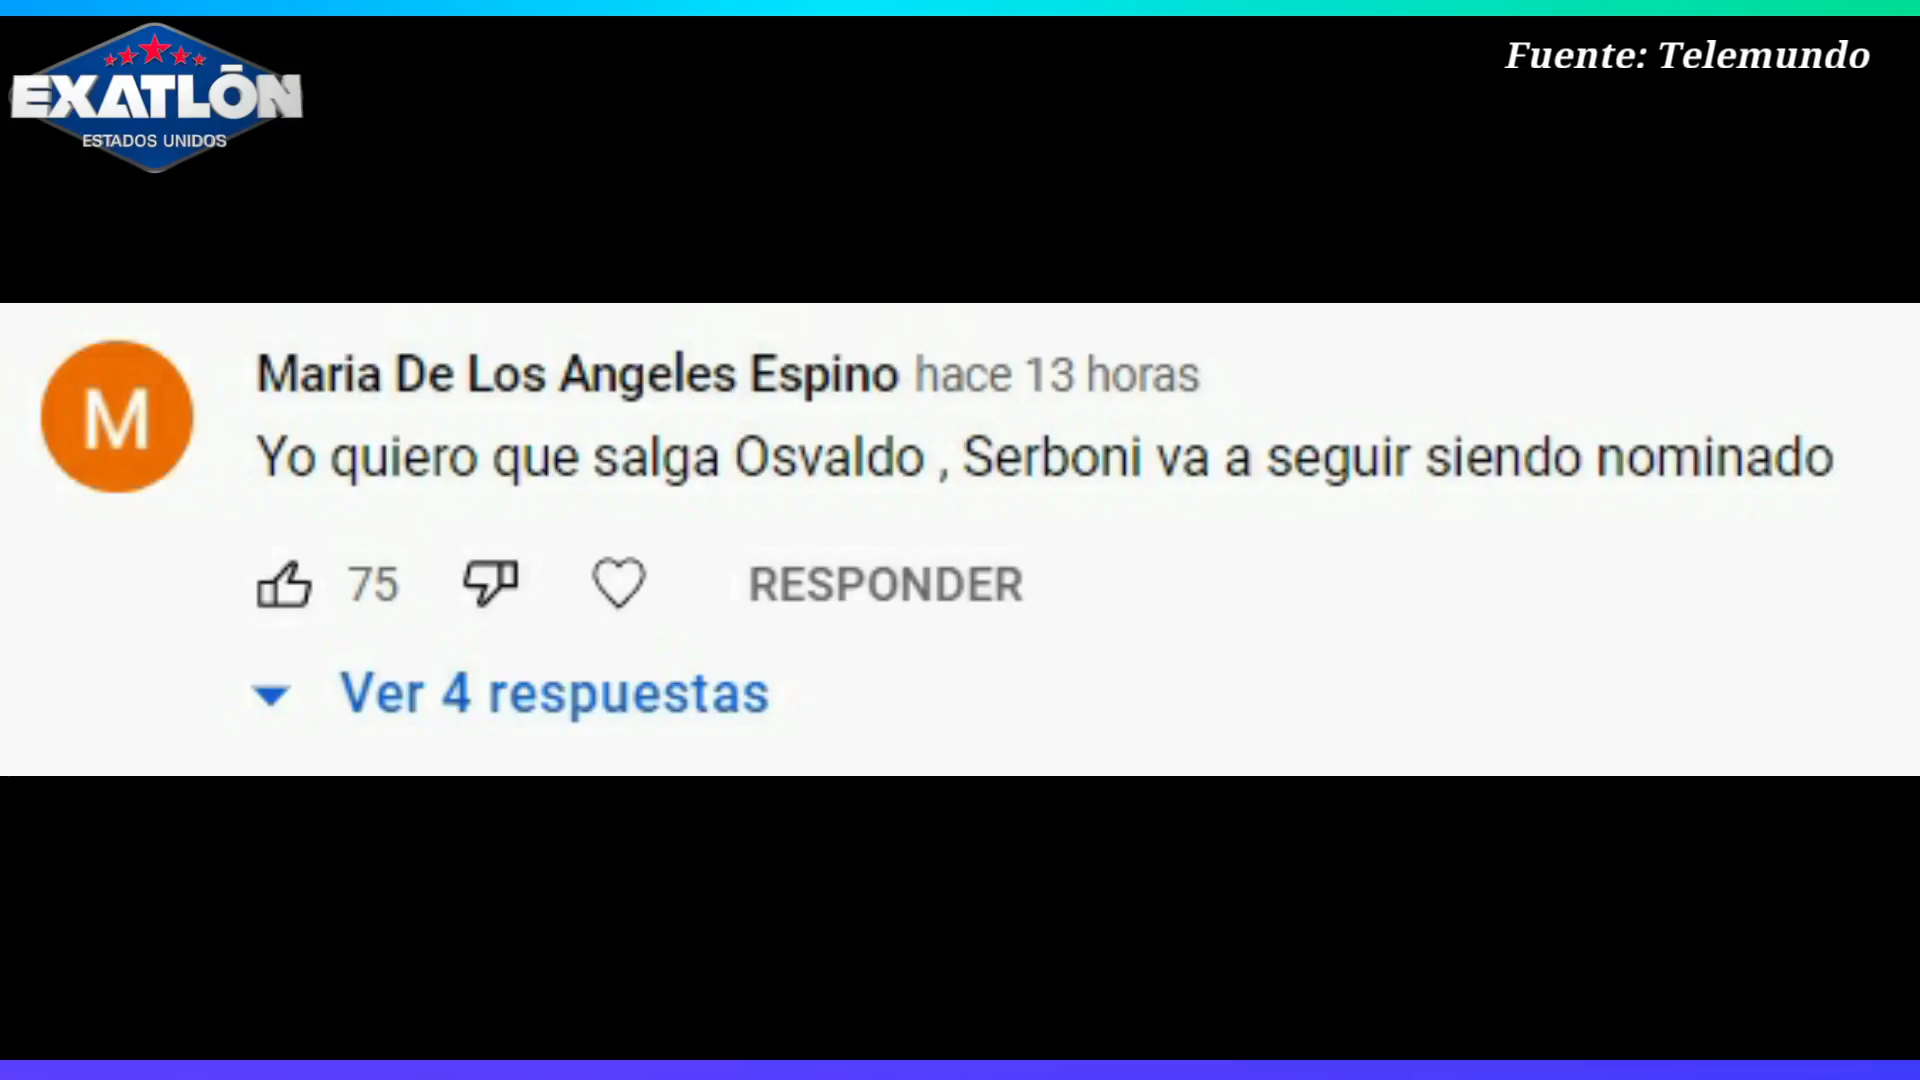 EXATLŌN
ESTADOS UNIDOS
Fuente: Telemundo
M
Maria De Los Angeles Espino hace 13 horas
Yo quiero que salga Osvaldo , Serboni va a seguir siendo nominado
75 RESPONDER
Ver 4 respuestas